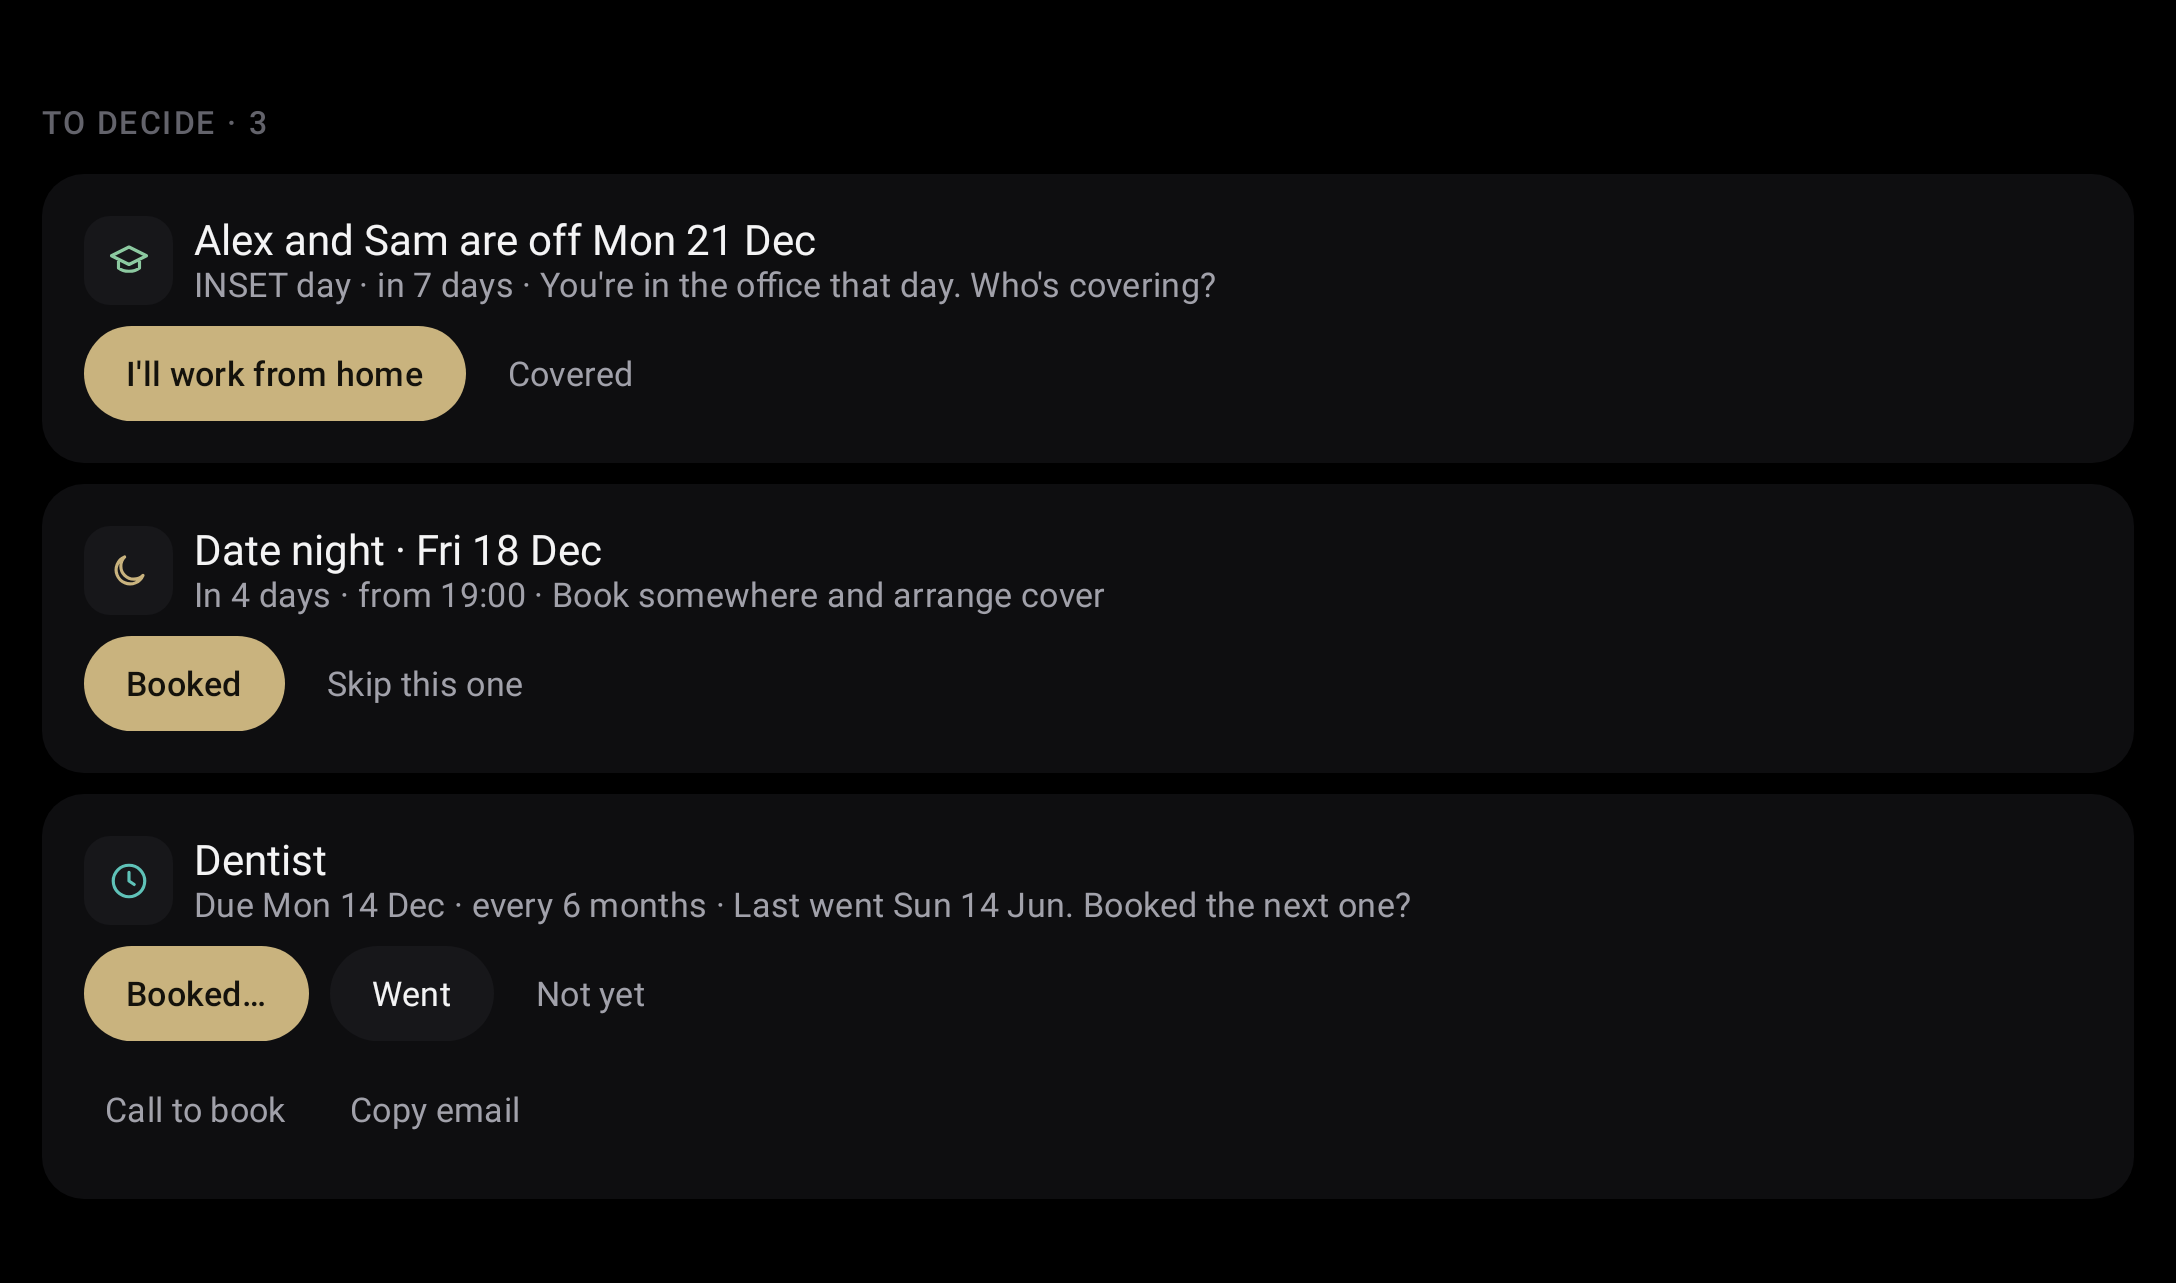 TO DECIDE · 3
Alex and Sam are off Mon 21 Dec
INSET day · in 7 days · You're in the office that day. Who's covering?
I'll work from home
Covered
Date night · Fri 18 Dec
In 4 days · from 19:00 · Book somewhere and arrange cover
Booked
Skip this one
Dentist
Due Mon 14 Dec · every 6 months · Last went Sun 14 Jun. Booked the next one?
Booked…
Went
Not yet
Call to book
Copy email